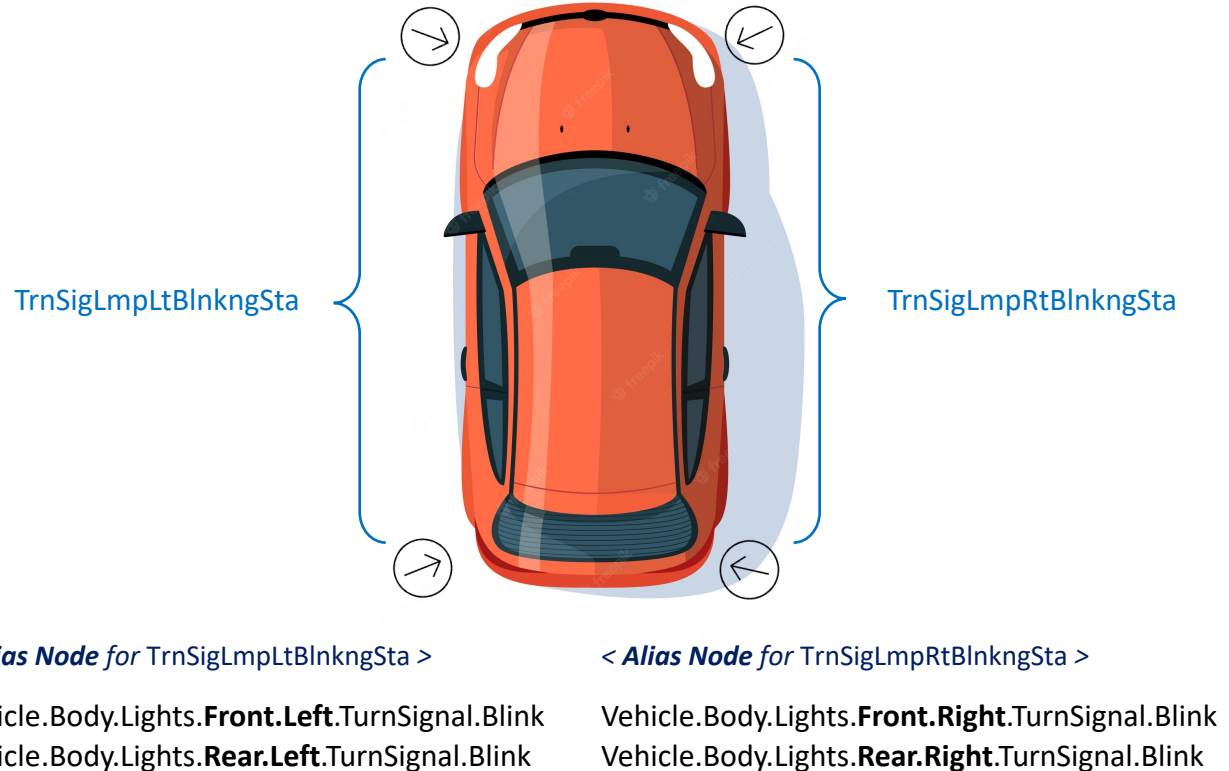 TrnSigLmpLtBlnkngSta
TrnSigLmpRtBlnkngSta
ias Node for TrnSigLmpLtBlnkngSta >
< Alias Node for TrnSigLmpRtBlnkngSta >
icle.Body.Lights.Front.Left.TurnSignal.Blink
icle.Body.Lights.Rear.Left.TurnSignal.Blink
Vehicle.Body.Lights.Front.Right.TurnSignal.Blink
Vehicle.Body.Lights.Rear.Right.TurnSignal.Blink